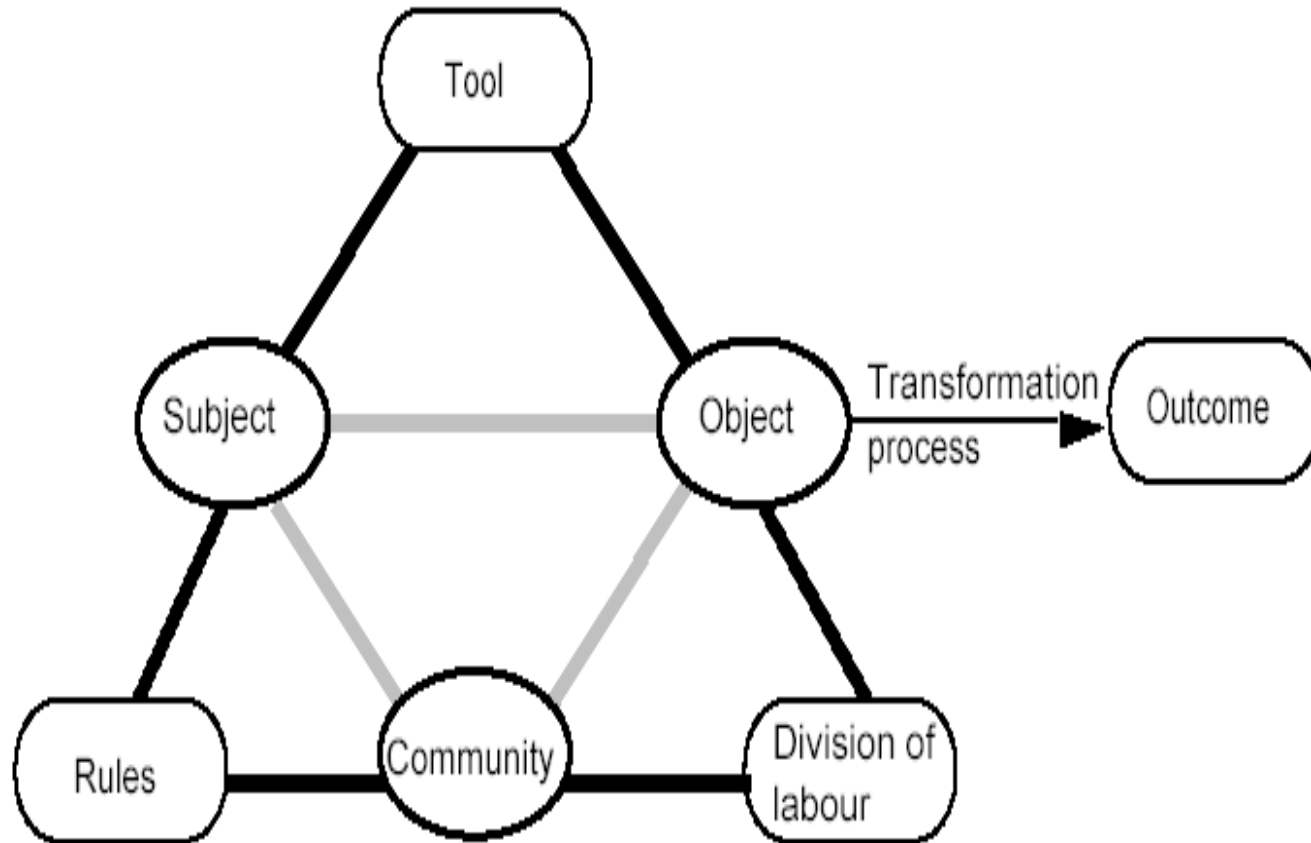 Tool
Subject
Object
Transformation
process
Outcome
Rules
Community
Division of
labour